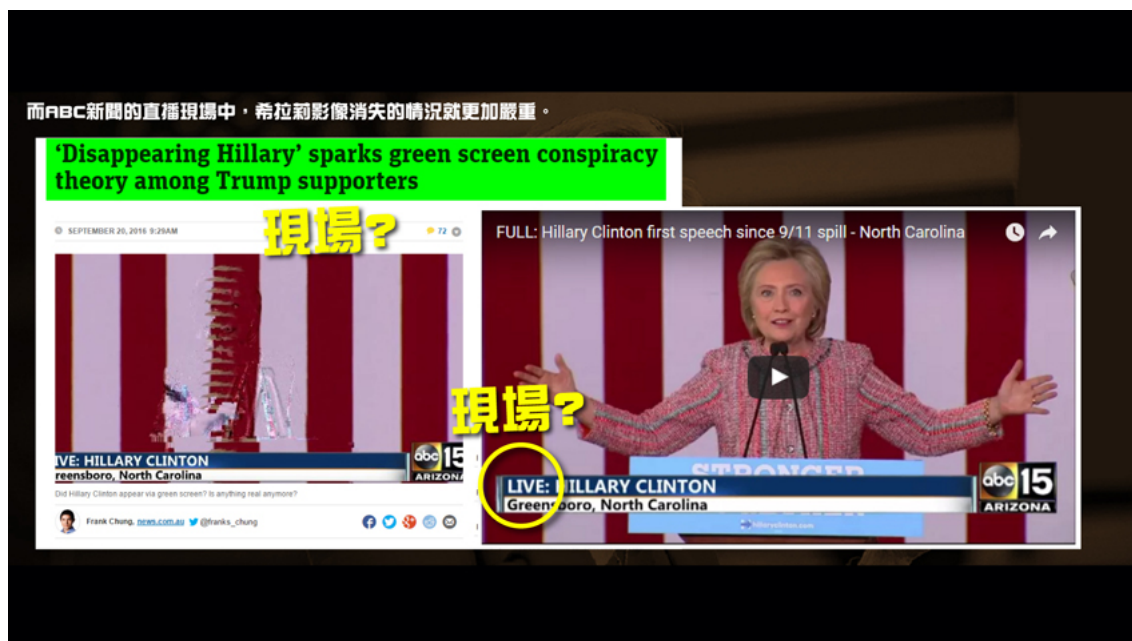 而ABC新聞的直播現場中，希拉莉影像消失的情況就更加嚴重。
‘Disappearing Hillary’ sparks green screen conspiracy
theory among Trump supporters
SEPTEMBER 20, 2016 9:29AM
72
現場?
IVE: HILLARY CLINTON
reensboro, North Carolina
abc 15
ARIZONA
Did Hillary Clinton appear via green screen? Is anything real anymore?
Frank Chung, news.com.au @franks_chung
FULL: Hillary Clinton first speech since 9/11 spill - North Carolina
現場?
STRONGER
LIVE: HILLARY CLINTON
Greensboro, North Carolina
abc 15
ARIZONA
hillaryclinton.com